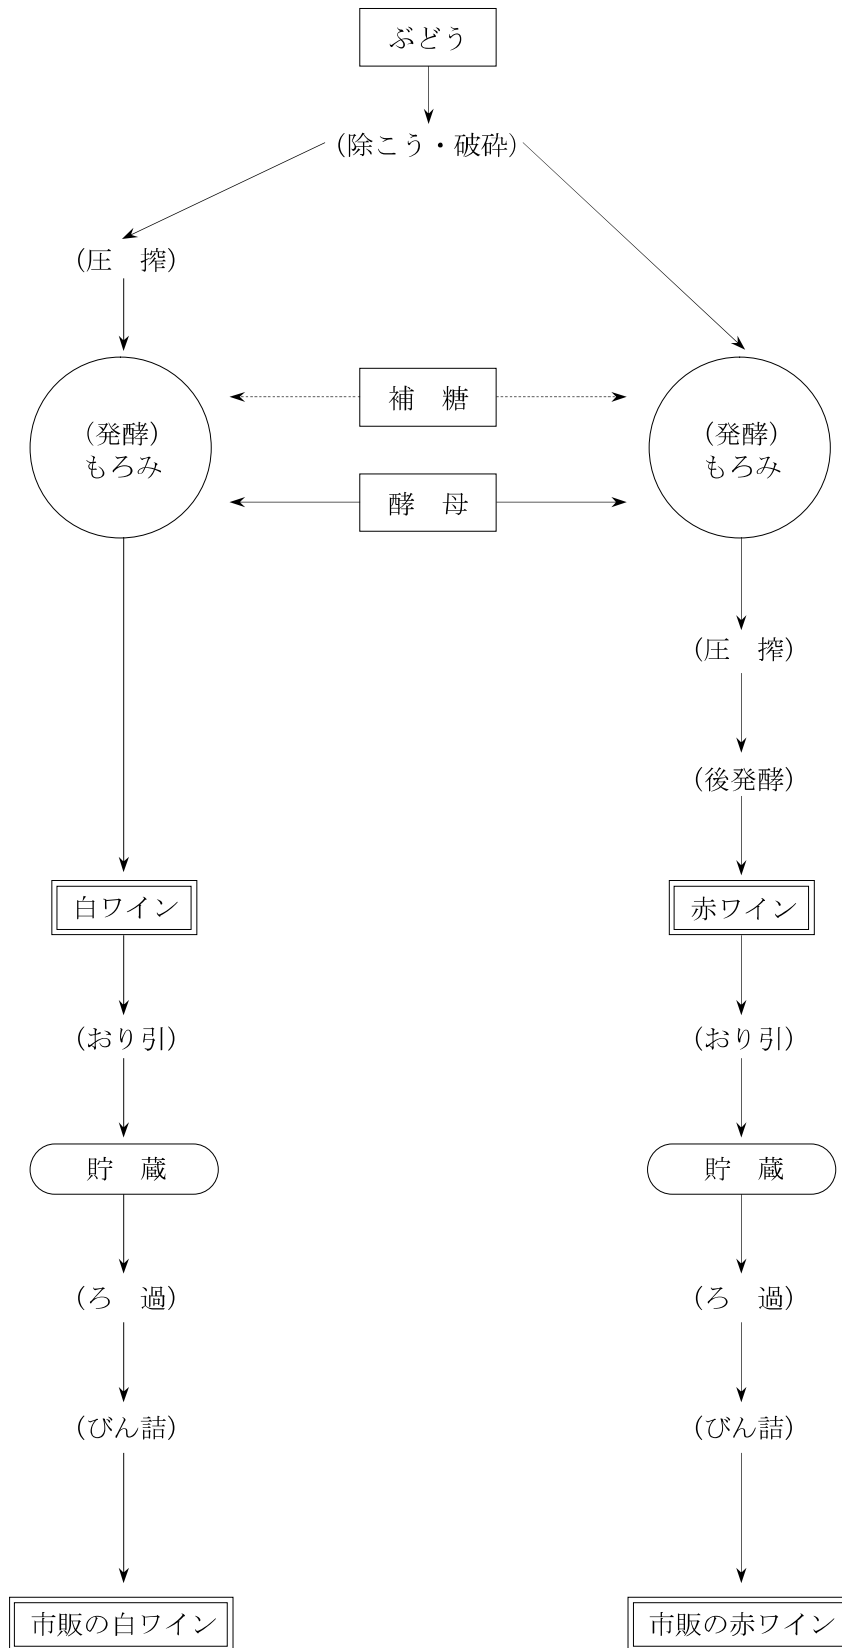 ぶどう
(除こう・破砕)
(圧　搾)
補　糖
(発酵)
もろみ
(発酵)
もろみ
酵　母
(圧　搾)
(後発酵)
白ワイン
赤ワイン
(おり引)
(おり引)
貯　蔵
貯　蔵
(ろ　過)
(ろ　過)
(びん詰)
(びん詰)
市販の白ワイン
市販の赤ワイン